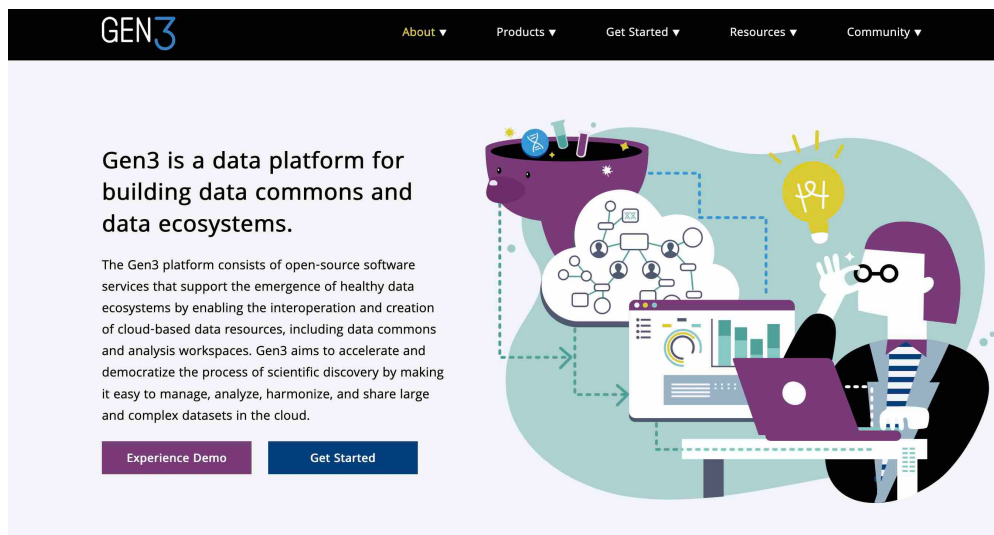 GEN3
About ▼ Products ▼ Get Started ▼ Resources ▼ Community ▼
Gen3 is a data platform for
building data commons and
data ecosystems.
The Gen3 platform consists of open-source software
services that support the emergence of healthy data
ecosystems by enabling the interoperation and creation
of cloud-based data resources, including data commons
and analysis workspaces. Gen3 aims to accelerate and
democratize the process of scientific discovery by making
it easy to manage, analyze, harmonize, and share large
and complex datasets in the cloud.
Experience Demo Get Started